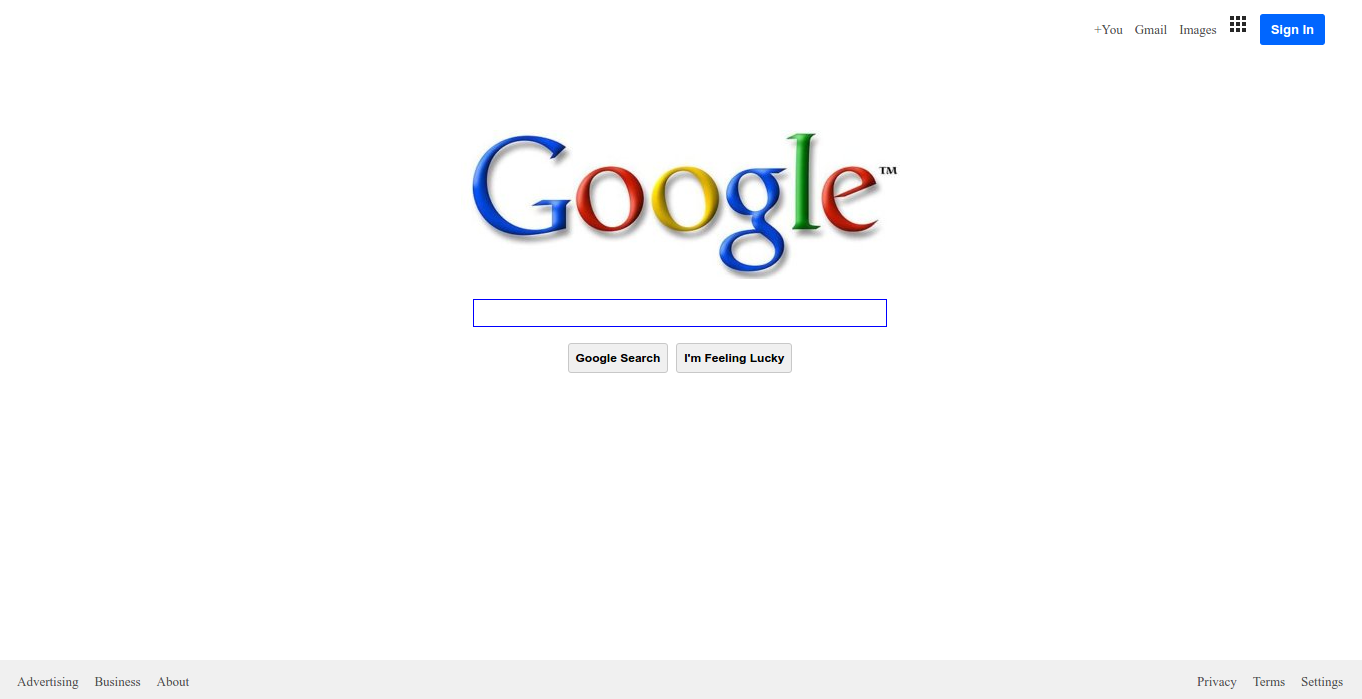 +You Gmail Images Sign In
Google™
Google Search I'm Feeling Lucky
Advertising Business About Privacy Terms Settings